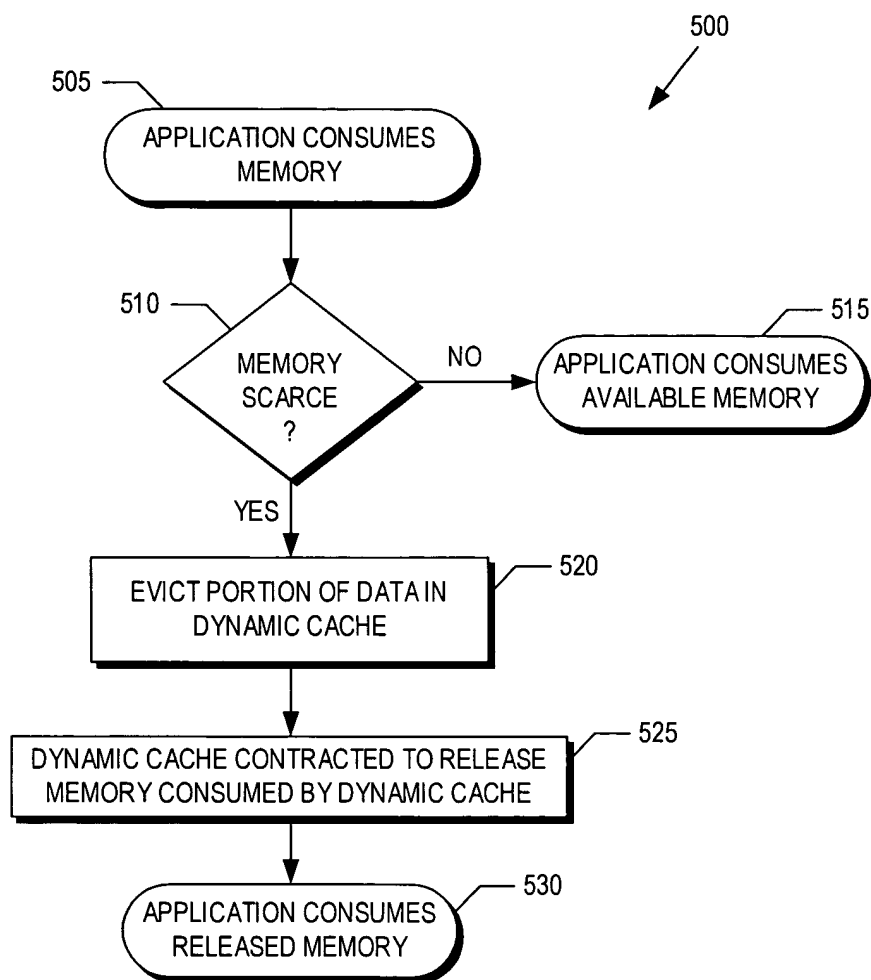 500
505
APPLICATION CONSUMES
MEMORY
510
MEMORY
SCARCE
?
NO
515
APPLICATION CONSUMES
AVAILABLE MEMORY
YES
520
EVICT PORTION OF DATA IN
DYNAMIC CACHE
525
DYNAMIC CACHE CONTRACTED TO RELEASE
MEMORY CONSUMED BY DYNAMIC CACHE
530
APPLICATION CONSUMES
RELEASED MEMORY